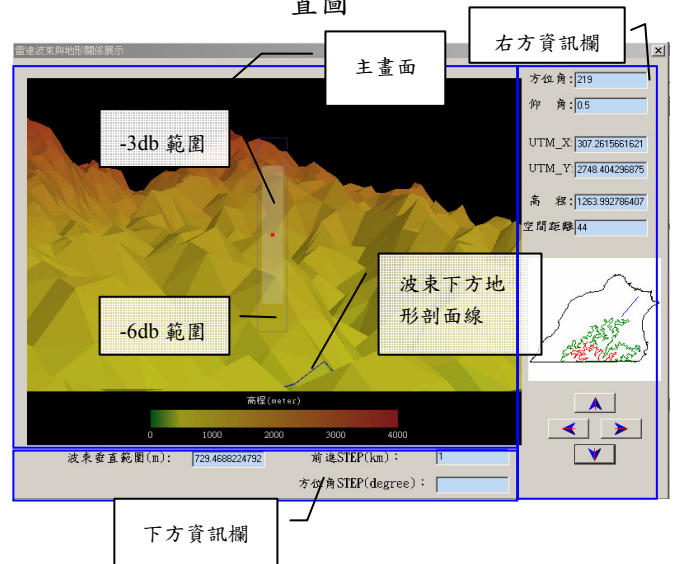 直圖
雷達波束與地形關係展示
主畫面
右方資訊欄
方位角:219
仰 角:0.5
UTM_X:307.2615661621
UTM_Y:2748.404296875
高 程:1263.992786407
空間距離44
-3db 範圍
-6db 範圍
波束下方地
形剖面線
高程(meter)
0 1000 2000 3000 4000
波束垂直範圍(m): 729.4688224792 前進STEP(km): 1
方位角STEP(degree):
下方資訊欄